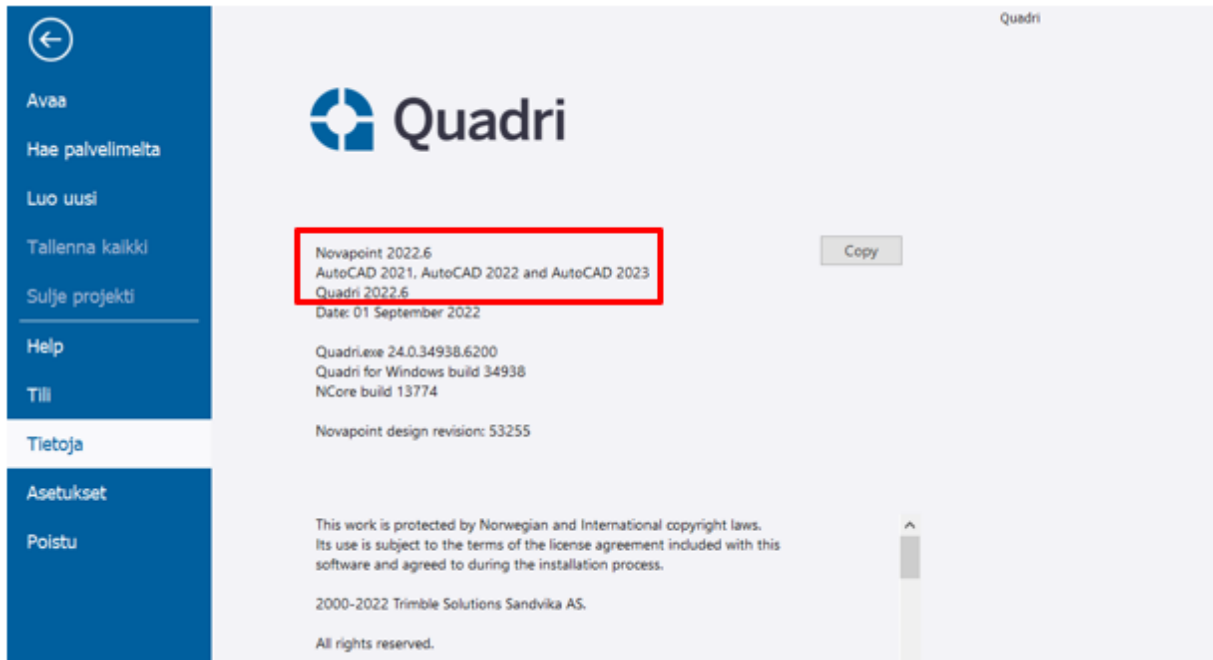 Quadri
Avaa
Hae palvelimelta
Luo uusi
Tallenna kaikki
Sulje projekti
Help
Tili
Tietoja
Asetukset
Poistu
Quadri
Novapoint 2022.6
AutoCAD 2021, AutoCAD 2022 and AutoCAD 2023
Quadri 2022.6
Date: 01 September 2022
Copy
Quadri.exe 24.0.34938.6200
Quadri for Windows build 34938
NCore build 13774
Novapoint design revision: 53255
This work is protected by Norwegian and International copyright laws.
Its use is subject to the terms of the license agreement included with this
software and agreed to during the installation process.
2000-2022 Trimble Solutions Sandvika AS.
All rights reserved.